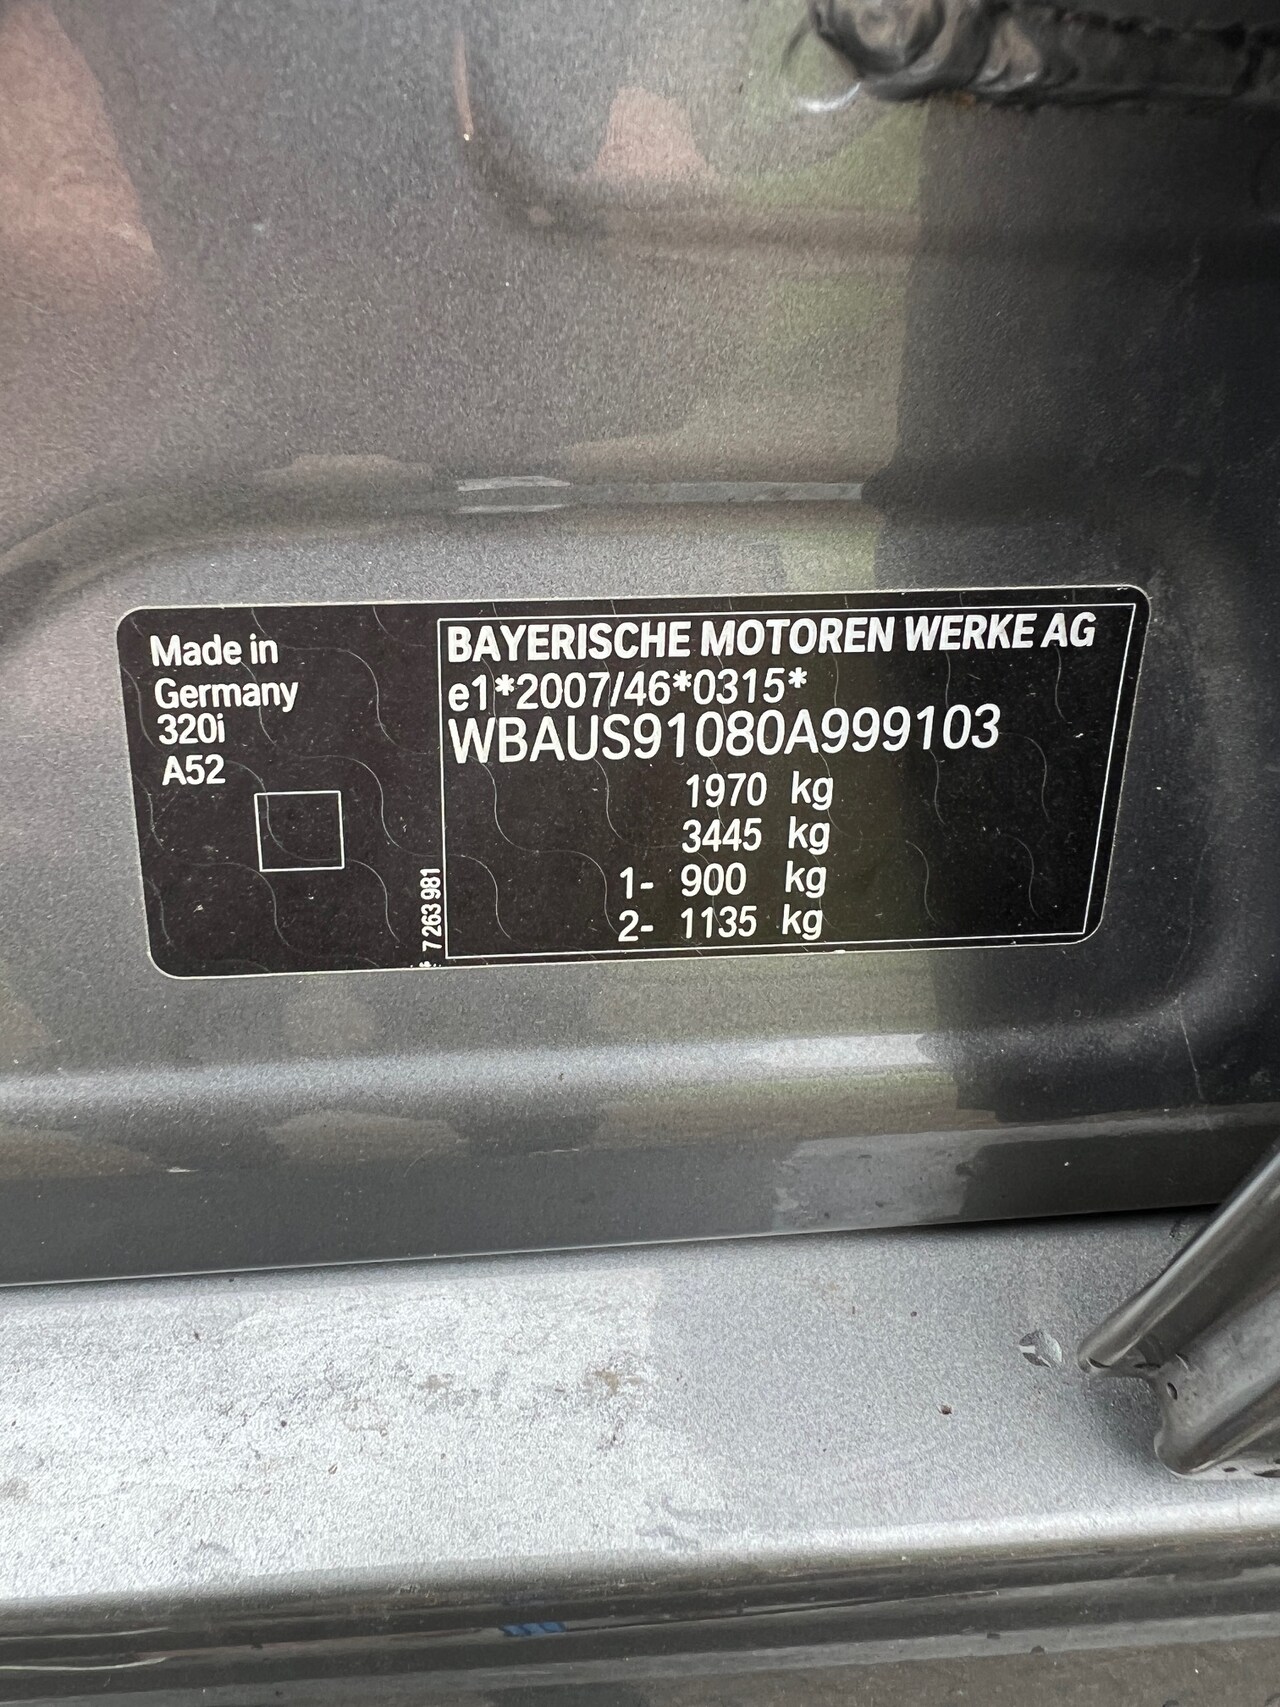 Made in
Germany
320i
A52
* 7 263 981
BAYERISCHE MOTOREN WERKE AG
e1*2007/46*0315*
WBAUS91080A999103
1970 kg
3445 kg
1- 900 kg
2- 1135 kg